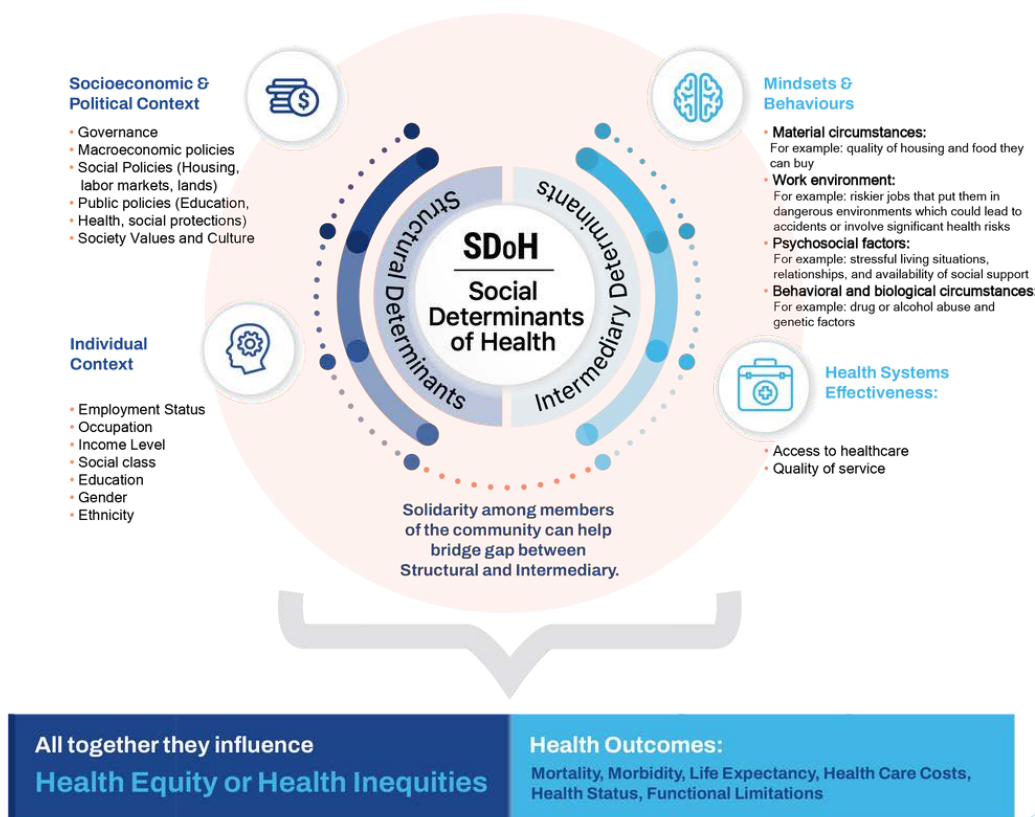 Socioeconomic &
Political Context
• Governance
• Macroeconomic policies
• Social Policies (Housing,
labor markets, lands)
• Public policies (Education,
• Health, social protections)
• Society Values and Culture
Individual
Context
• Employment Status
• Occupation
• Income Level
• Social class
• Education
• Gender
• Ethnicity
Structural Determinants
SDoH
Social
Determinants
of Health
Intermediary Determinants
Mindsets &
Behaviours
• Material circumstances:
For example: quality of housing and food they
can buy
• Work environment:
For example: riskier jobs that put them in
dangerous environments which could lead to
accidents or involve significant health risks
• Psychosocial factors:
For example: stressful living situations,
relationships, and availability of social support
• Behavioral and biological circumstances:
For example: drug or alcohol abuse and
genetic factors
Health Systems
Effectiveness:
• Access to healthcare
• Quality of service
Solidarity among members
of the community can help
bridge gap between
Structural and Intermediary.
All together they influence
Health Equity or Health Inequities
Health Outcomes:
Mortality, Morbidity, Life Expectancy, Health Care Costs,
Health Status, Functional Limitations